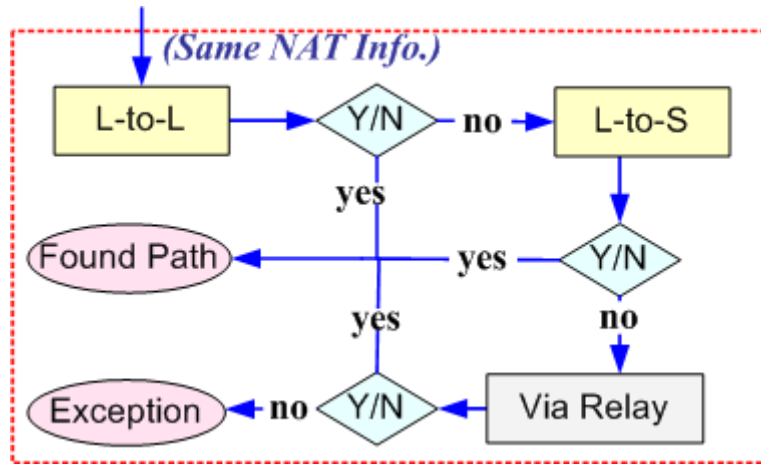 (Same NAT Info.)
L-to-L
Y/N
no
L-to-S
yes
Found Path
yes
Y/N
yes
no
Exception
no
Y/N
Via Relay